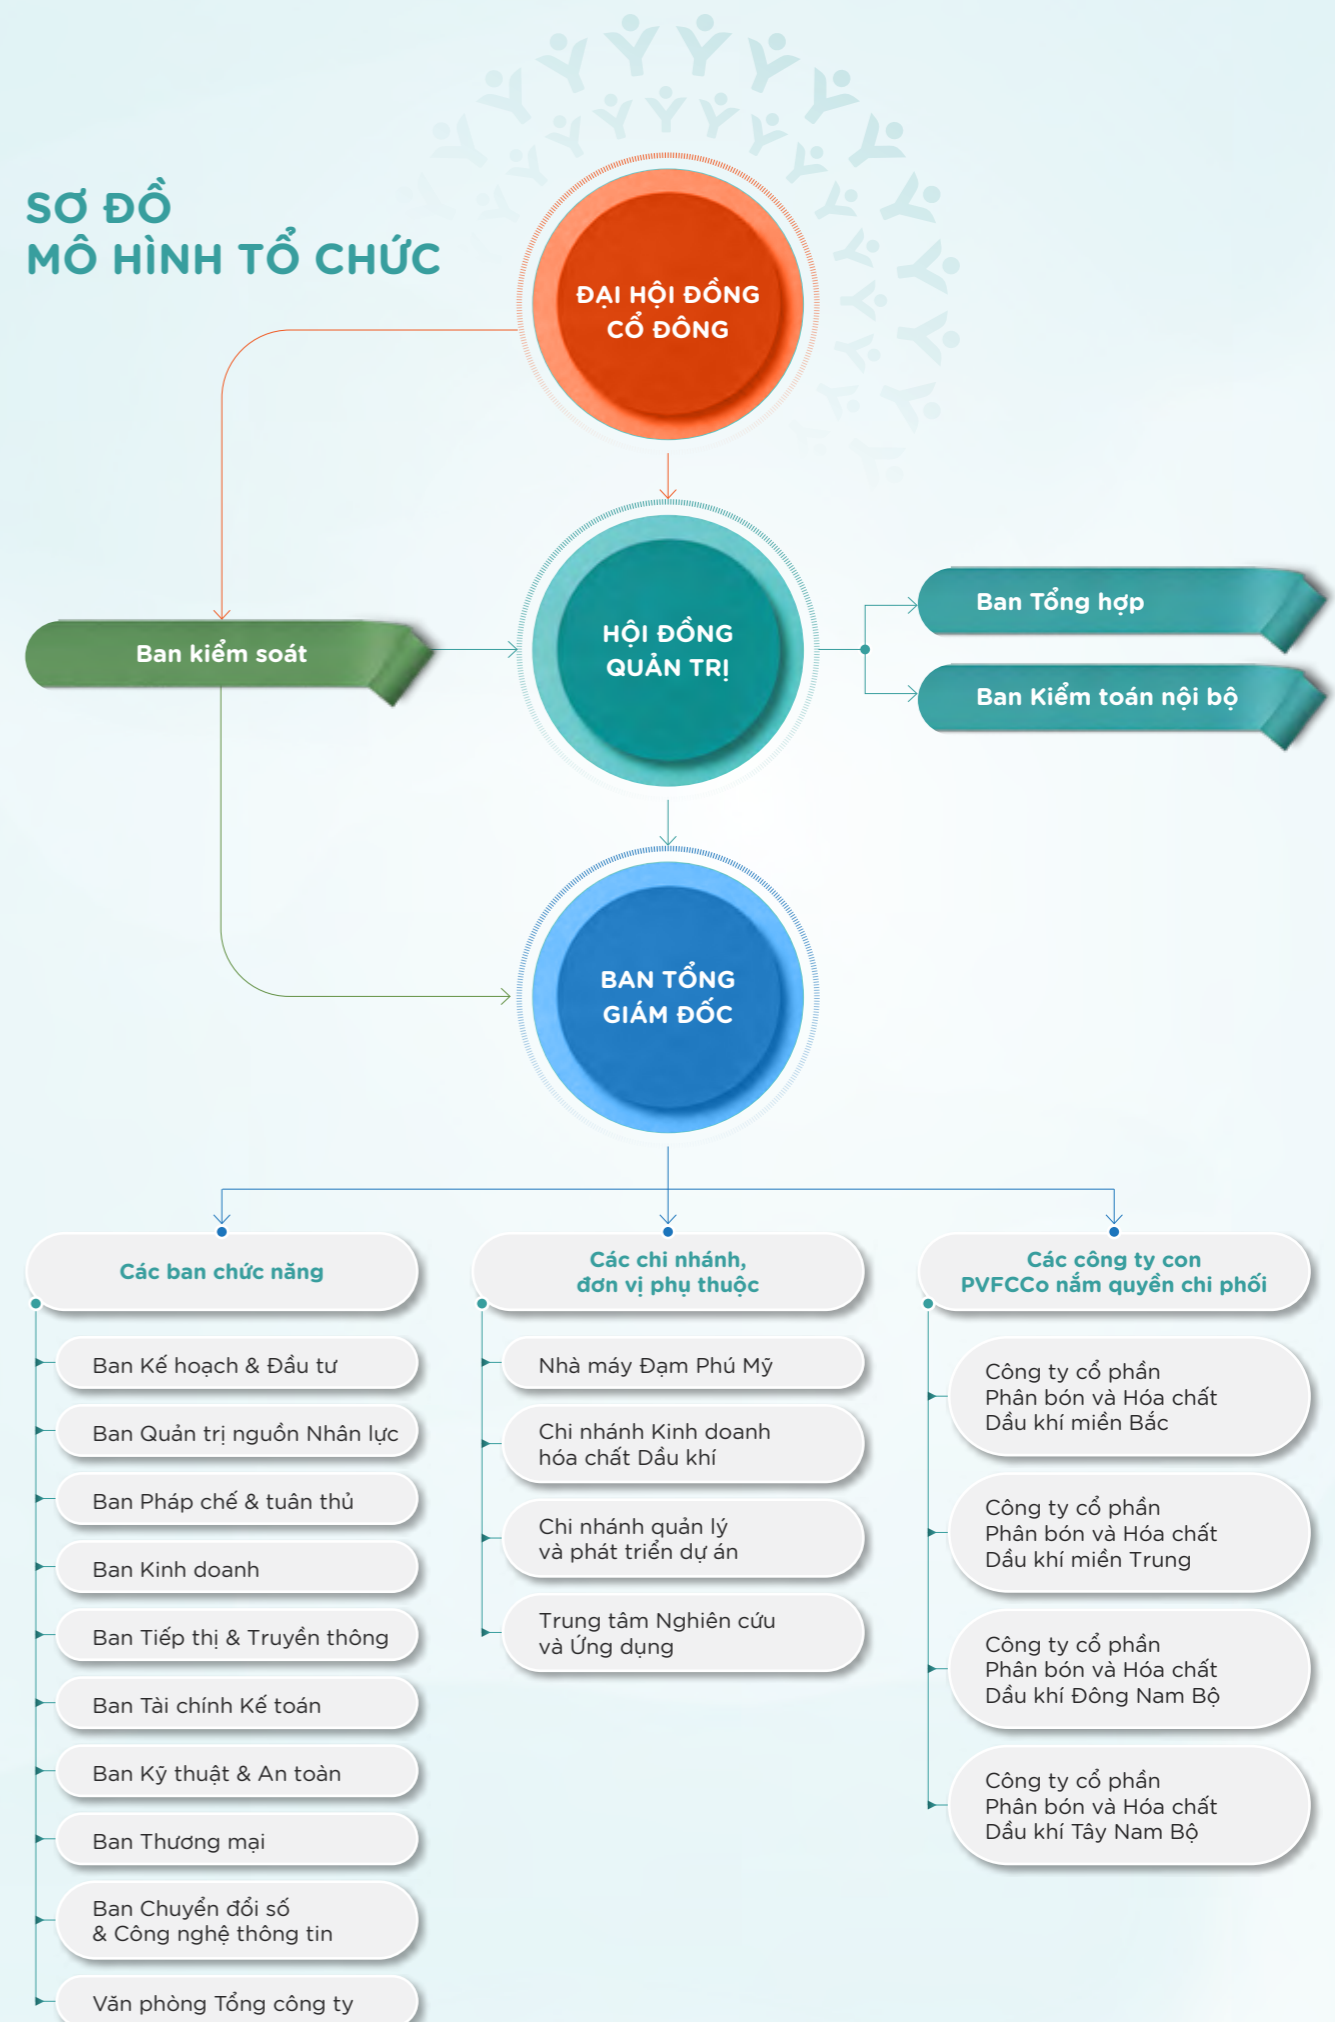 SƠ ĐỒ
MÔ HÌNH TỔ CHỨC
ĐẠI HỘI ĐỒNG
CỔ ĐÔNG
Ban kiểm soát
HỘI ĐỒNG
QUẢN TRỊ
Ban Tổng hợp
Ban Kiểm toán nội bộ
BAN TỔNG
GIÁM ĐỐC
Các ban chức năng
Ban Kế hoạch & Đầu tư
Ban Quản trị nguồn Nhân lực
Ban Pháp chế & tuân thủ
Ban Kinh doanh
Ban Tiếp thị & Truyền thông
Ban Tài chính Kế toán
Ban Kỹ thuật & An toàn
Ban Thương mại
Ban Chuyển đổi số
& Công nghệ thông tin
Văn phòng Tổng công ty
Các chi nhánh,
đơn vị phụ thuộc
Nhà máy Đạm Phú Mỹ
Chi nhánh Kinh doanh
hóa chất Dầu khí
Chi nhánh quản lý
và phát triển dự án
Trung tâm Nghiên cứu
và Ứng dụng
Các công ty con
PVFCCo nắm quyền chi phối
Công ty cổ phần
Phân bón và Hóa chất
Dầu khí miền Bắc
Công ty cổ phần
Phân bón và Hóa chất
Dầu khí miền Trung
Công ty cổ phần
Phân bón và Hóa chất
Dầu khí Đông Nam Bộ
Công ty cổ phần
Phân bón và Hóa chất
Dầu khí Tây Nam Bộ